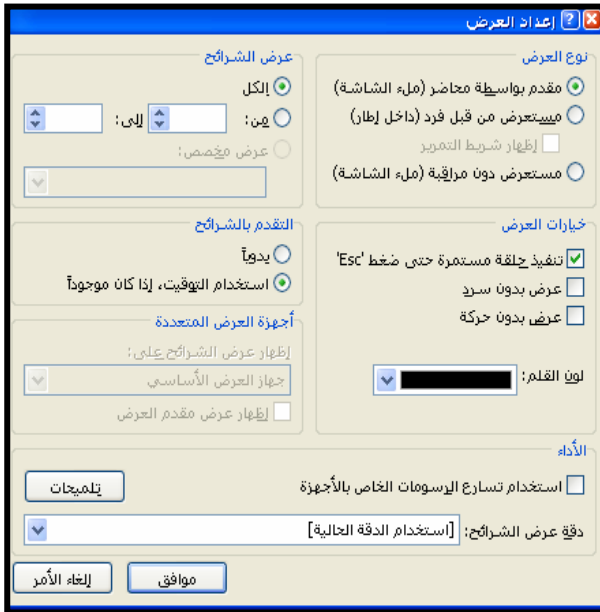 إعداد العرض
نوع العرض
مقدم بواسطة محاضر (ملء الشاشة)
مستعرض من قبل فرد (داخل إطار)
إظهار شريط التمرير
مستعرض دون مراقبة (ملء الشاشة)
عرض الشرائح
الكل
من: إلى:
عرض مخصص:
خيارات العرض
تنفيذ حلقة مستمرة حتى ضغط 'Esc'
عرض بدون سرد
عرض بدون حركة
لون القلم:
التقدم بالشرائح
يدوياً
استخدام التوقيت، إذا كان موجوداً
أجهزة العرض المتعددة
إظهار عرض الشرائح على:
جهاز العرض الأساسي
إظهار عرض مقدم العرض
الأداء
استخدام تسارع الرسومات الخاص بالأجهزة
تلميحات
دقة عرض الشرائح: [استخدام الدقة الحالية]
موافق
إلغاء الأمر